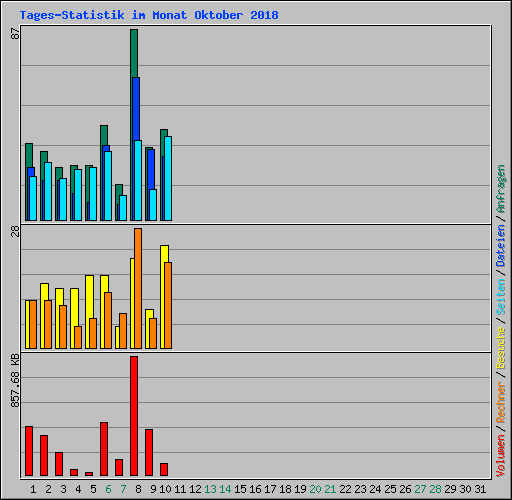 Tages-Statistik im Monat Oktober 2018
87
28
857.68 KB
1 2 3 4 5 6 7 8 9 10 11 12 13 14 15 16 17 18 19 20 21 22 23 24 25 26 27 28 29 30 31
Volumen / Rechner / Besuche / Seiten / Dateien / Anfragen